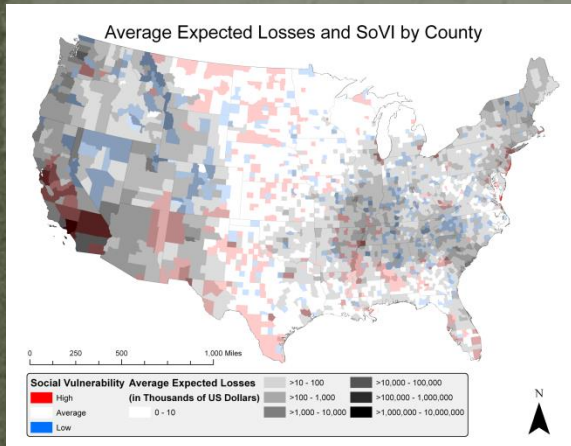 Average Expected Losses and SoVI by County
0 250 500 1,000 Miles
Social Vulnerability
High
Average
Low
Average Expected Losses
(in Thousands of US Dollars)
0 - 10
>10 - 100
>100 - 1,000
>1,000 - 10,000
>10,000 - 100,000
>100,000 - 1,000,000
>1,000,000 - 10,000,000
N